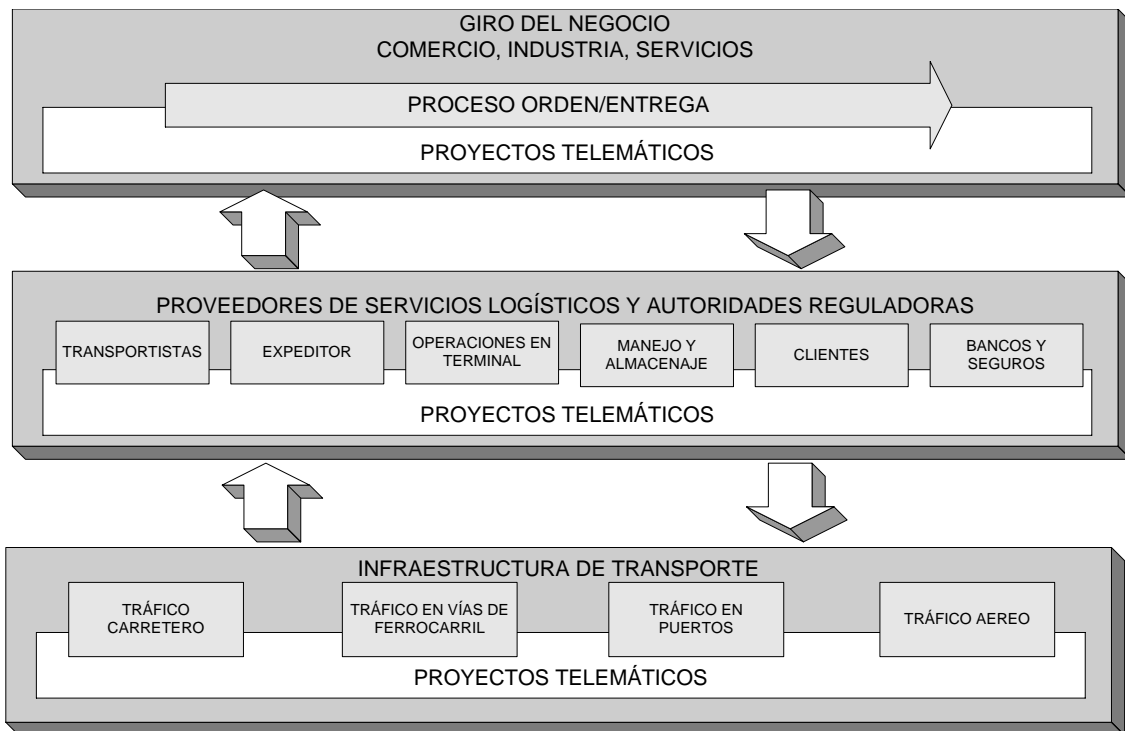 GIRO DEL NEGOCIO
COMERCIO, INDUSTRIA, SERVICIOS
PROCESO ORDEN/ENTREGA
PROYECTOS TELEMÁTICOS
PROVEEDORES DE SERVICIOS LOGÍSTICOS Y AUTORIDADES REGULADORAS
TRANSPORTISTAS
EXPEDITOR
OPERACIONES EN
TERMINAL
MANEJO Y
ALMACENAJE
CLIENTES
BANCOS Y
SEGUROS
PROYECTOS TELEMÁTICOS
INFRAESTRUCTURA DE TRANSPORTE
TRÁFICO
CARRETERO
TRÁFICO EN VÍAS DE
FERROCARRIL
TRÁFICO EN
PUERTOS
TRÁFICO AEREO
PROYECTOS TELEMÁTICOS